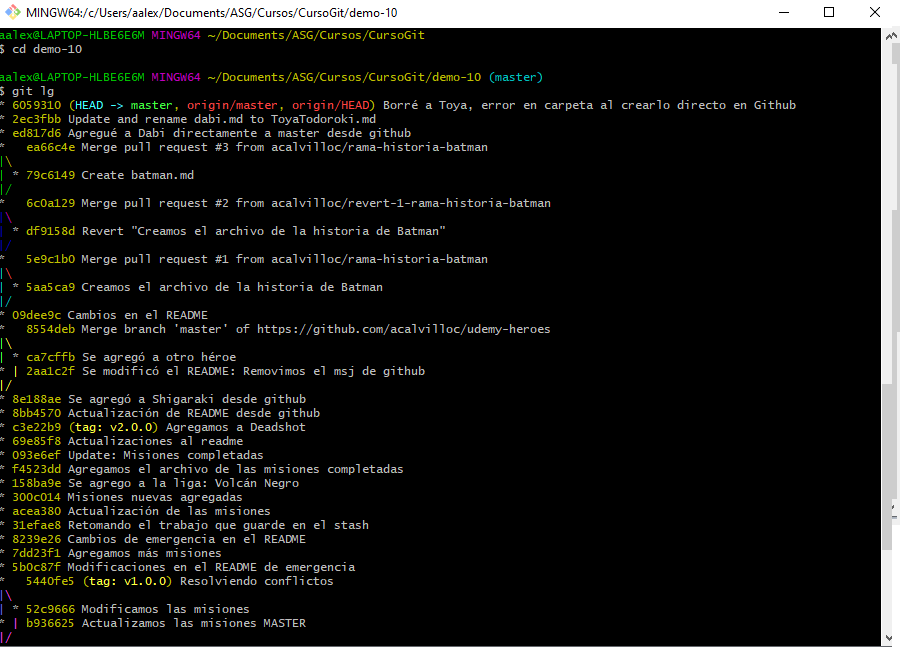 MINGW64:/c/Users/aalex/Documents/ASG/Cursos/CursoGit/demo-10
aalex@LAPTOP-HLBE6E6M MINGW64 ~/Documents/ASG/Cursos/CursoGit
$ cd demo-10
aalex@LAPTOP-HLBE6E6M MINGW64 ~/Documents/ASG/Cursos/CursoGit/demo-10 (master)
$ git lg
* 6059310 (HEAD -> master, origin/master, origin/HEAD) Borré a Toya, error en carpeta al crearlo directo en Github
* 2ec3fbb Update and rename dabi.md to ToyaTodoroki.md
* ed817d6 Agregué a Dabi directamente a master desde github
*   ea66c4e Merge pull request #3 from acalvilloc/rama-historia-batman
|\
| * 79c6149 Create batman.md
|/
*   6c0a129 Merge pull request #2 from acalvilloc/revert-1-rama-historia-batman
|\
| * df9158d Revert "Creamos el archivo de la historia de Batman"
|/
*   5e9c1b0 Merge pull request #1 from acalvilloc/rama-historia-batman
|\
| * 5aa5ca9 Creamos el archivo de la historia de Batman
|/
* 09dee9c Cambios en el README
*   8554deb Merge branch 'master' of https://github.com/acalvilloc/udemy-heroes
|\
| * ca7cffb Se agregó a otro héroe
* | 2aa1c2f Se modificó el README: Removimos el msj de github
|/
* 8e188ae Se agregó a Shigaraki desde github
* 8bb4570 Actualización de README desde github
* c3e22b9 (tag: v2.0.0) Agregamos a Deadshot
* 69e85f8 Actualizaciones al readme
* 093e6ef Update: Misiones completadas
* f4523dd Agregamos el archivo de las misiones completadas
* 158ba9e Se agrego a la liga: Volcán Negro
* 300c014 Misiones nuevas agregadas
* acea380 Actualización de las misiones
* 31efae8 Retomando el trabajo que guarde en el stash
* 8239e26 Cambios de emergencia en el README
* 7dd23f1 Agregamos más misiones
* 5b0c87f Modificaciones en el README de emergencia
*   5440fe5 (tag: v1.0.0) Resolviendo conflictos
|\
| * 52c9666 Modificamos las misiones
* | b936625 Actualizamos las misiones MASTER
|/